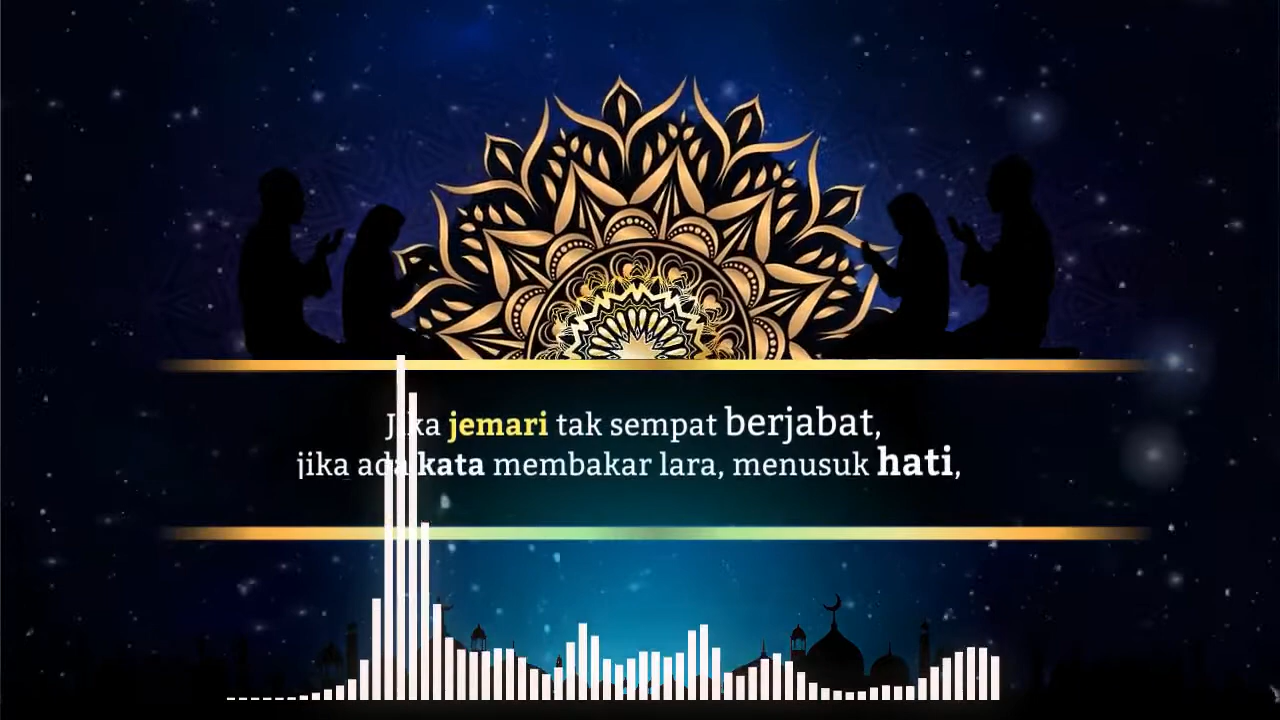 Jika jemari tak sempat berjabat,
jika ada kata membakar lara, menusuk hati,